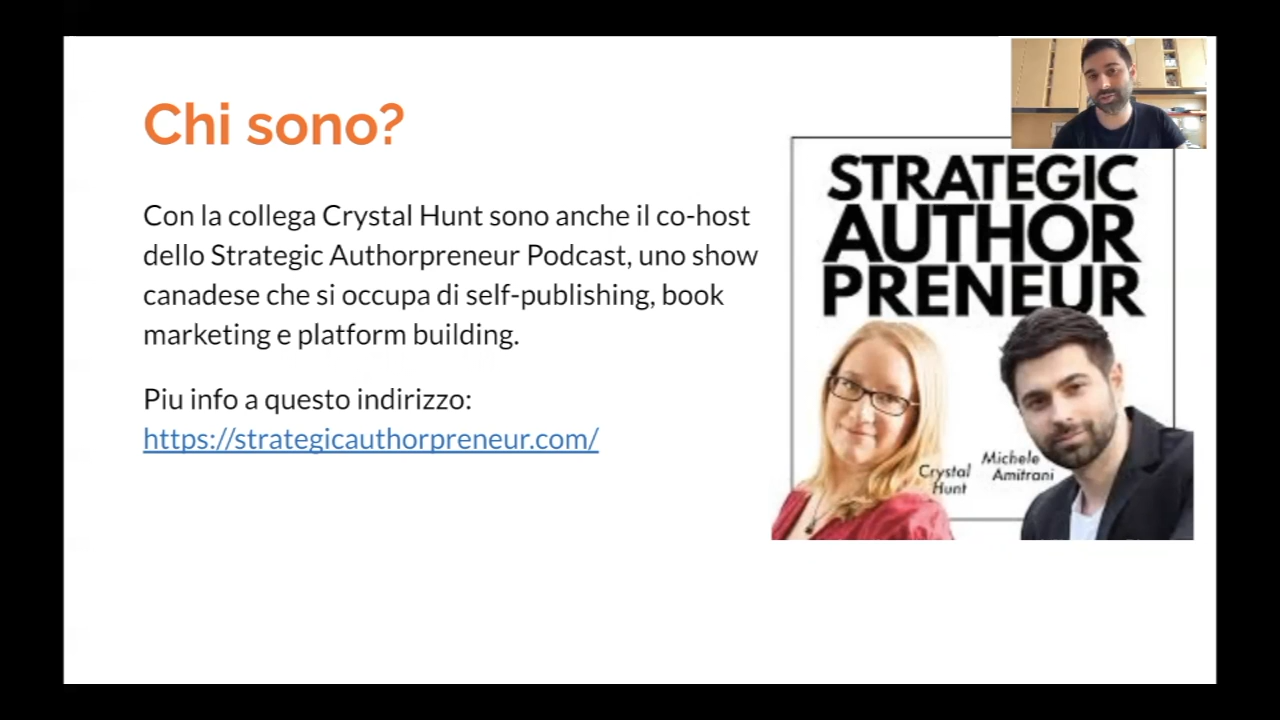 Chi sono?
Con la collega Crystal Hunt sono anche il co-host
dello Strategic Authorpreneur Podcast, uno show
canadese che si occupa di self-publishing, book
marketing e platform building.
Piu info a questo indirizzo:
https://strategicauthorpreneur.com/
STRATEGIC
AUTHOR
PRENEUR
Crystal
Hunt
Michele
Amitrani